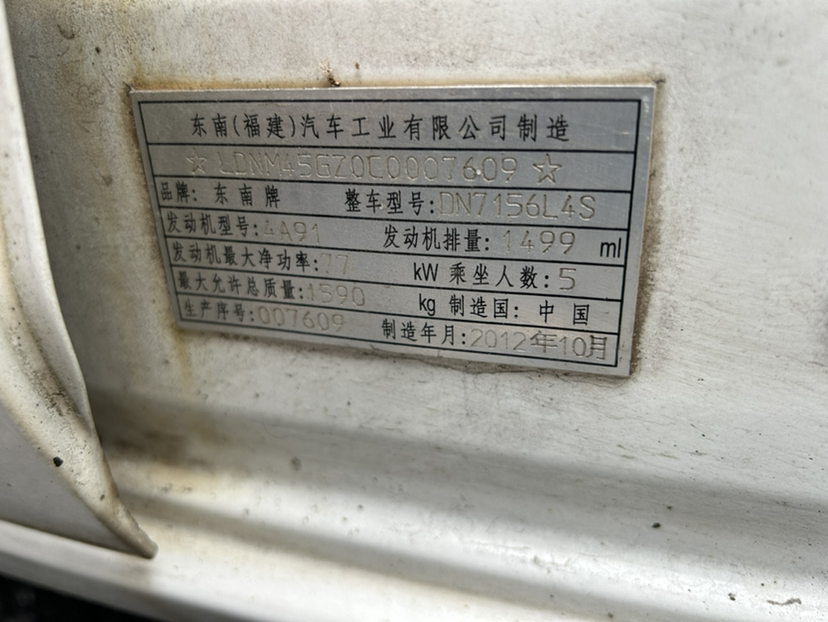 东南(福建)汽车工业有限公司制造
☆ LDNM45GZ0C0007609 ☆
品牌: 东南牌 整车型号:DN7156L4S
发动机型号:4A91 发动机排量:1499 ml
发动机最大净功率:77 kW 乘坐人数:5
最大允许总质量:1590 kg 制造国:中国
生产序号:007609 制造年月:2012年10月